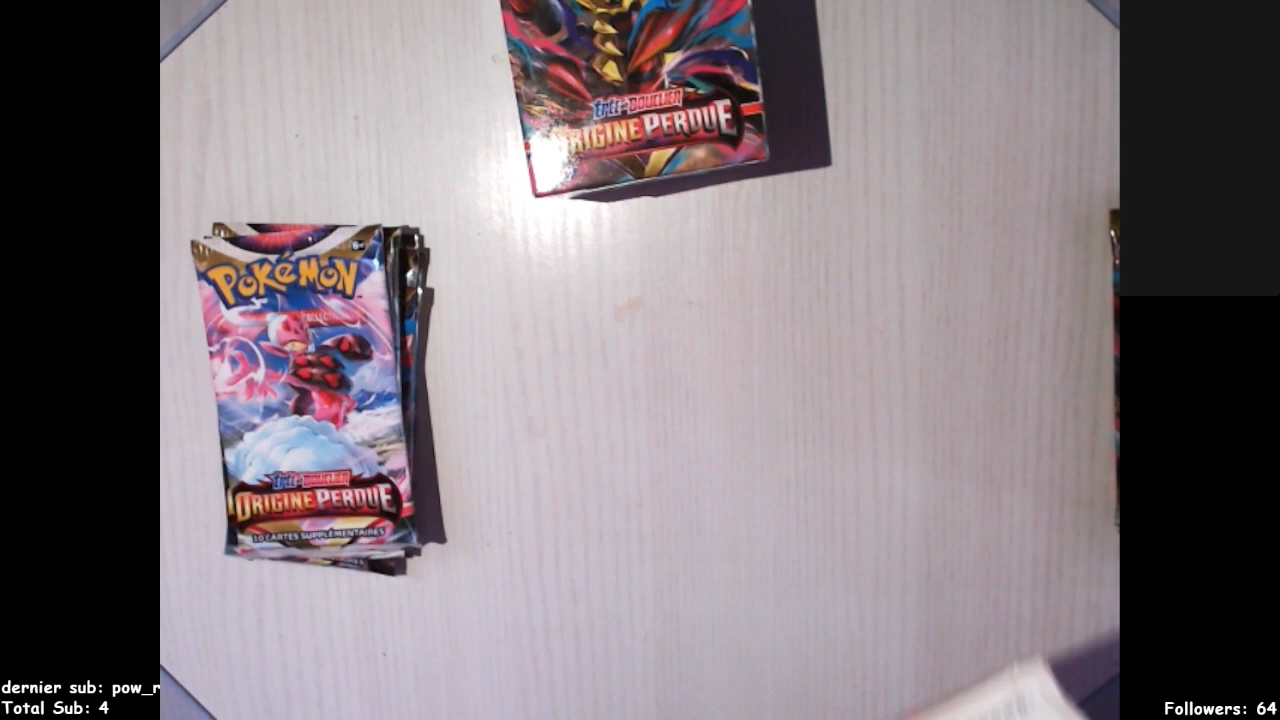 ÉPÉE ET BOUCLIER
ORIGINE PERDUE
POKéMON
ÉPÉE ET BOUCLIER
ORIGINE PERDUE
10 CARTES SUPPLÉMENTAIRES
dernier sub: pow_r
Total Sub: 4
Followers: 64